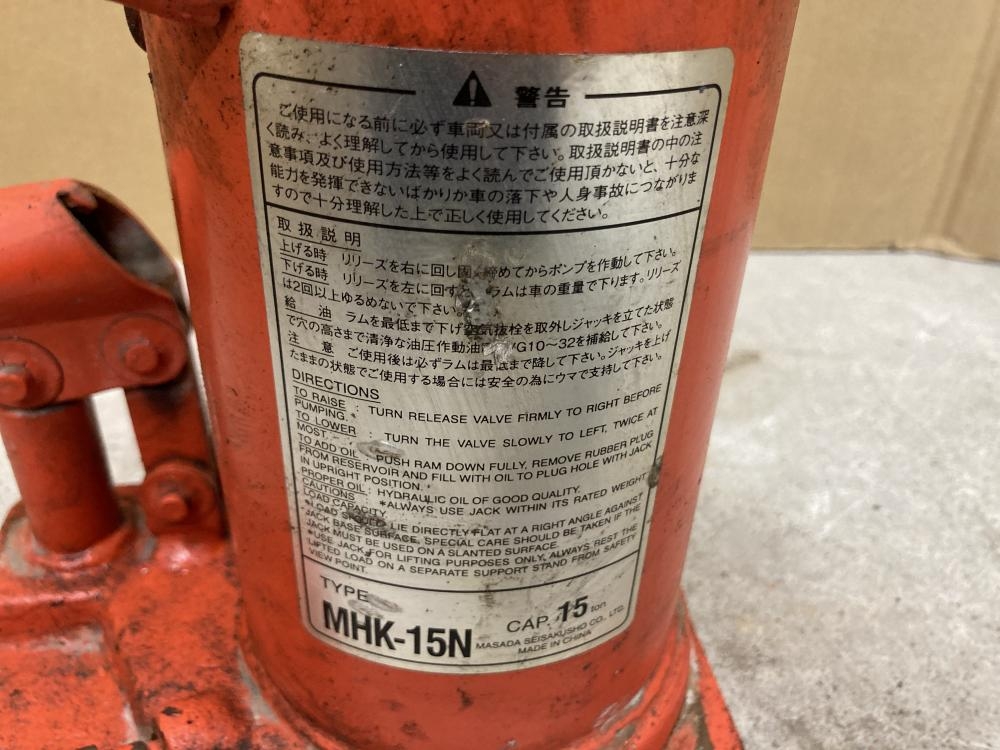 警告
ご使用になる前に必ず車両又は付属の取扱説明書を注意深
く読み、よく理解してから使用して下さい。取扱説明書の中の注
意事項及び使用方法等をよく読んでご使用頂かないと、十分な
能力を発揮できないばかりか車の落下や人身事故につながりま
すので十分理解した上で正しく使用してください。
取扱説明
上げる時 リリーズを右に回し固 締めてからポンプを作動して下さい。
下げる時 リリーズを左に回す ラムは車の重量で下ります。リリーズ
は2回以上ゆるめないで下さい。
給油 ラムを最低まで下げ空気抜栓を取外しジャッキを立てた状態
で穴の高さまで清浄な油圧作動油 VG10～32を補給して下さい。
注意 ご使用後は必ずラムは最低まで降して下さい。ジャッキを上げ
たままの状態でご使用する場合には安全の為にウマで支持して下さい。
DIRECTIONS
TO RAISE : TURN RELEASE VALVE FIRMLY TO RIGHT BEFORE
PUMPING.
TO LOWER : TURN THE VALVE SLOWLY TO LEFT, TWICE AT
MOST.
TO ADD OIL : PUSH RAM DOWN FULLY, REMOVE RUBBER PLUG
FROM RESERVOIR AND FILL WITH OIL TO PLUG HOLE WITH JACK
IN UPRIGHT POSITION.
PROPER OIL : HYDRAULIC OIL OF GOOD QUALITY.
CAUTIONS : *ALWAYS USE JACK WITHIN ITS RATED WEIGHT
LOAD CAPACITY.
*LOAD SHOULD LIE DIRECTLY FLAT AT A RIGHT ANGLE AGAINST
JACK BASE SURFACE. SPECIAL CARE SHOULD BE TAKEN IF THE
JACK MUST BE USED ON A SLANTED SURFACE.
*USE JACK FOR LIFTING PURPOSES ONLY, ALWAYS REST THE
LIFTED LOAD ON A SEPARATE SUPPORT STAND FROM SAFETY
VIEW POINT.
TYPE
MHK-15N CAP. 15 ton
MASADA SEISAKUSHO CO., LTD.
MADE IN CHINA